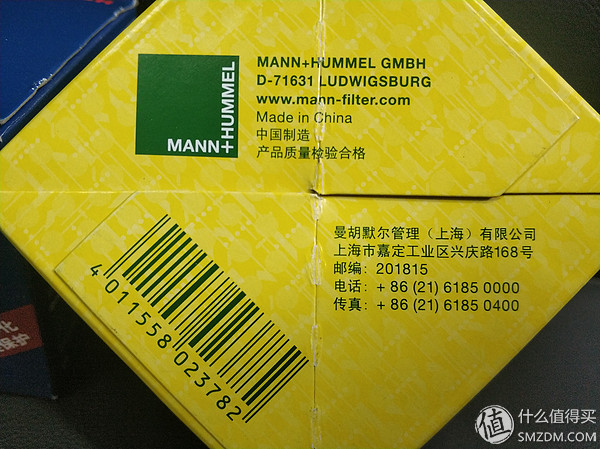 MANN+
HUMMEL
MANN+HUMMEL GMBH
D-71631 LUDWIGSBURG
www.mann-filter.com
Made in China
中国制造
产品质量检验合格
曼胡默尔管理（上海）有限公司
上海市嘉定工业区兴庆路168号
邮编：201815
电话：+ 86 (21) 6185 0000
传真：+ 86 (21) 6185 0400
4 011558 023782
化
保护
值 什么值得买
SMZDM.COM